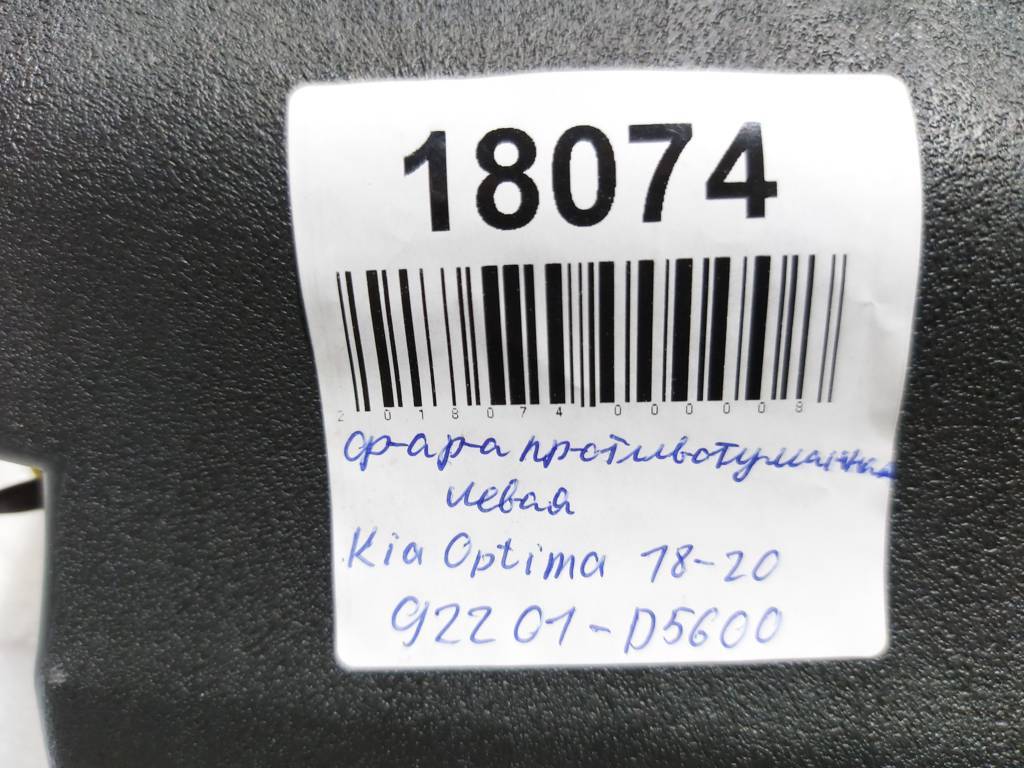 18074
2018074000008
фара противотуманная
левая
Kia Optima 18-20
92201-D5600